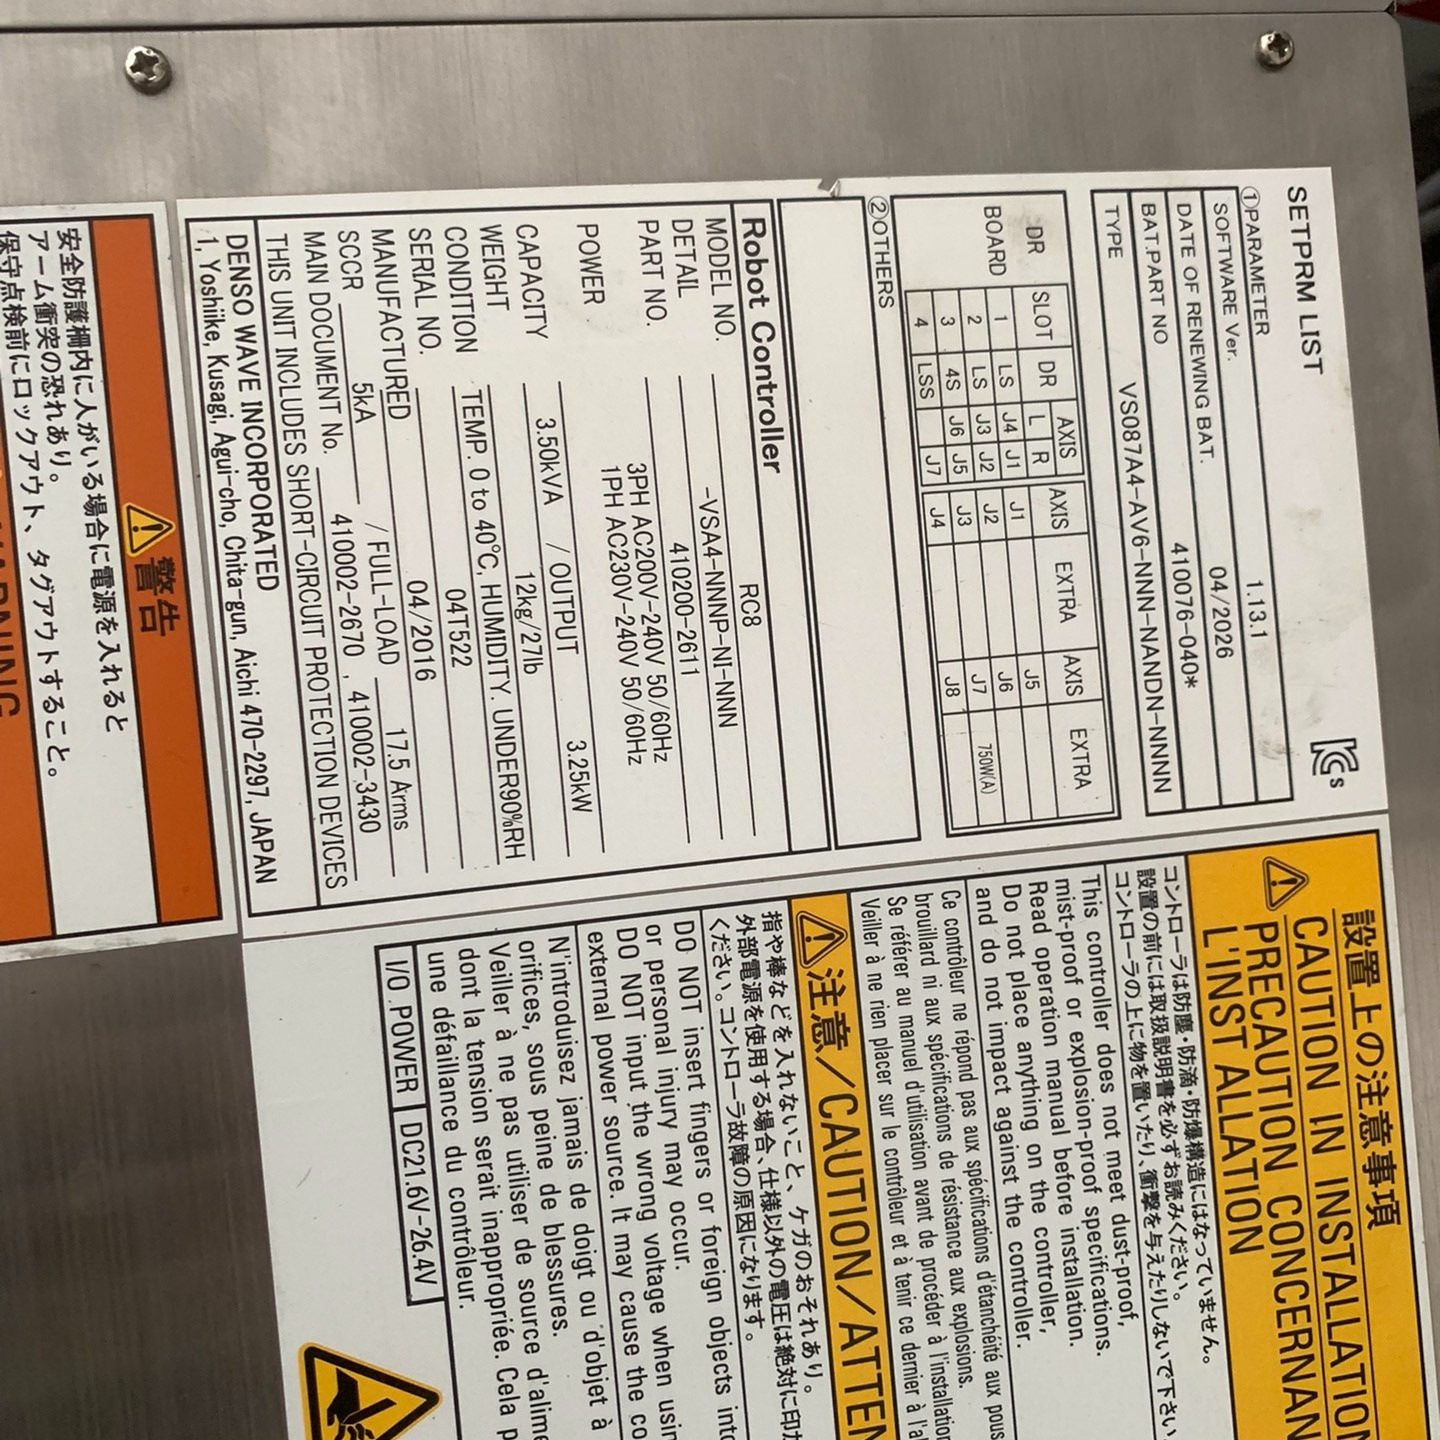 SETPRM LIST
KCs
①PARAMETER
SOFTWARE Ver. 1.13.1
DATE OF RENEWING BAT. 04/2026
BAT.PART NO 410076-040*
TYPE VS087A4-AV6-NNN-NANDN-NNNN
DR BOARD
SLOT DR AXIS AXIS EXTRA AXIS EXTRA
L R
1 LS J4 J1 J1 J5
2 LS J3 J2 J2 J6
3 4S J6 J5 J3 J7 750W(A)
4 LSS J7 J4 J8
②OTHERS
Robot Controller
MODEL NO. RC8
DETAIL -VSA4-NNNP-NI-NNN
PART NO. 410200-2611
POWER 3PH AC200V-240V 50/60Hz
1PH AC230V-240V 50/60Hz
CAPACITY 3.50kVA / OUTPUT 3.25kW
WEIGHT 12kg/27lb
CONDITION TEMP. 0 to 40℃, HUMIDITY. UNDER90%RH
SERIAL NO. 04T522
MANUFACTURED 04/2016
SCCR 5kA / FULL-LOAD 17.5 Arms
MAIN DOCUMENT No. 410002-2670 , 410002-3430
THIS UNIT INCLUDES SHORT-CIRCUIT PROTECTION DEVICES
DENSO WAVE INCORPORATED
1, Yoshiike, Kusagi, Agui-cho, Chita-gun, Aichi 470-2297, JAPAN
設置上の注意事項
CAUTION IN INSTALLATION
PRECAUTION CONCERNAN
L'INSTALLATION
コントローラは防塵・防滴・防爆構造にはなっていません。
設置の前には取扱説明書を必ずお読みください。
コントローラの上に物を置いたり、衝撃を与えたりしないで下さい。
This controller does not meet dust-proof,
mist-proof or explosion-proof specifications.
Read operation manual before installation.
Do not place anything on the controller,
and do not impact against the controller.
Ce contrôleur ne répond pas aux spécifications d'étanchéité aux pous
brouillard ni aux spécifications de résistance aux explosions.
Se référer au manuel d'utilisation avant de procéder à l'installation
Veiller à ne rien placer sur le contrôleur et à tenir ce dernier à l'a
注意/CAUTION/ATTEN
指や棒などを入れないこと、ケガのおそれあり。
外部電源を使用する場合、仕様以外の電圧は絶対に印加
ください。コントローラ故障の原因になります。
DO NOT insert fingers or foreign objects into
or personal injury may occur.
DO NOT input the wrong voltage when usin
external power source. It may cause the co
N'introduisez jamais de doigt ou d'objet à
orifices, sous peine de blessures.
Veiller à ne pas utiliser de source d'alime
dont la tension serait inappropriée. Cela p
une défaillance du contrôleur.
I/O POWER DC21.6V-26.4V
警告
安全防護柵内に人がいる場合に電源を入れると
アーム衝突の恐れあり。
保守点検前にロックアウト、タグアウトすること。
WARNING